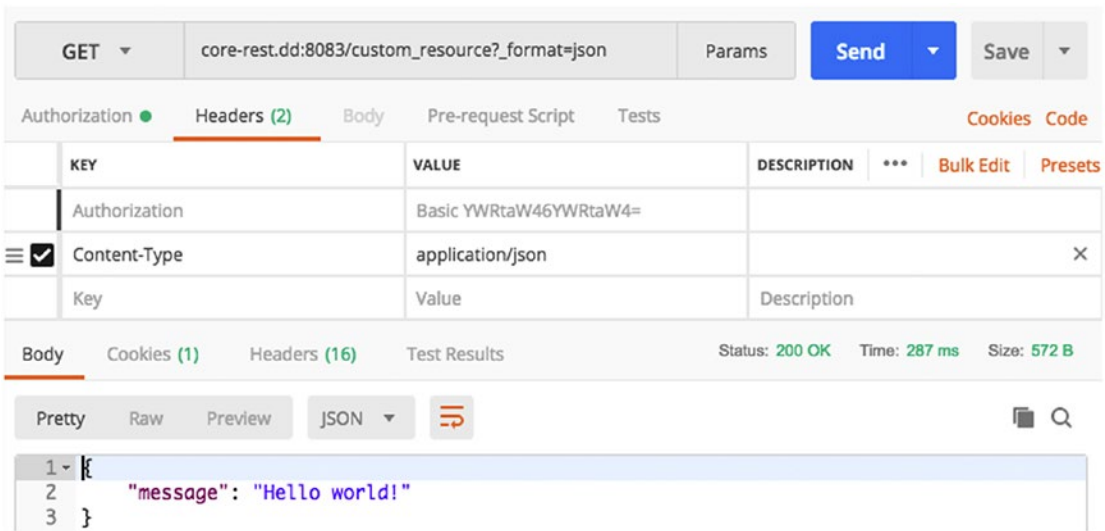 GET core-rest.dd:8083/custom_resource?_format=json Params Send Save
Authorization Headers (2) Body Pre-request Script Tests Cookies Code
KEY VALUE DESCRIPTION ••• Bulk Edit Presets
Authorization Basic YWRtaW46YWRtaW4=
Content-Type application/json
Key Value Description
Body Cookies (1) Headers (16) Test Results Status: 200 OK Time: 287 ms Size: 572 B
Pretty Raw Preview JSON
1 {
2 "message": "Hello world!"
3 }